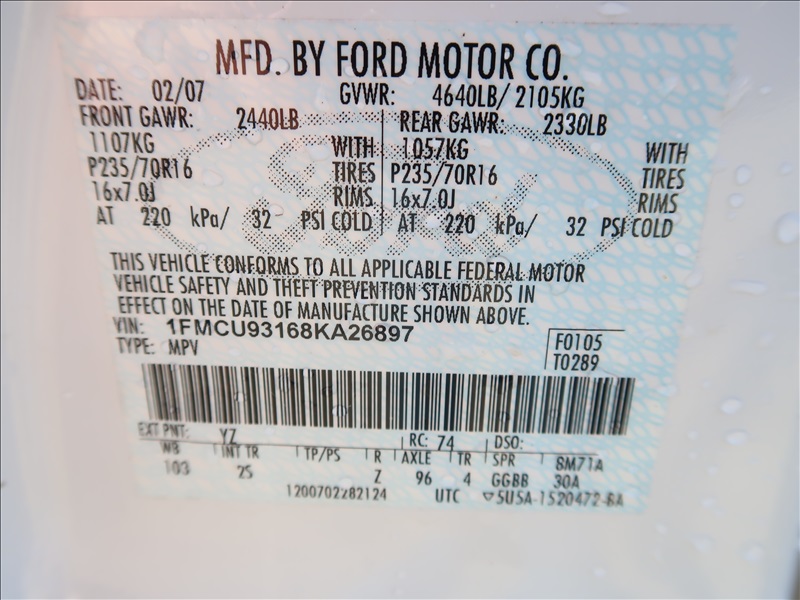 MFD. BY FORD MOTOR CO.
DATE: 02/07 GVWR: 4640LB/ 2105KG
FRONT GAWR: 2440LB REAR GAWR: 2330LB
1107KG WITH 1057KG WITH
P235/70R16 TIRES P235/70R16 TIRES
16x7.0J RIMS 16x7.0J RIMS
AT 220 kPa/ 32 PSI COLD AT 220 kPa/ 32 PSI COLD
THIS VEHICLE CONFORMS TO ALL APPLICABLE FEDERAL MOTOR
VEHICLE SAFETY AND THEFT PREVENTION STANDARDS IN
EFFECT ON THE DATE OF MANUFACTURE SHOWN ABOVE.
VIN: 1FMCU93168KA26897
TYPE: MPV
F0105
T0289
EXT PNT: YZ RC: 74 DSO:
WB INT TR TP/PS R AXLE TR SPR 8M71A
103 25 Z 96 4 GGBB 30A
1200702282124 UTC ▽5U5A-1520472-BA